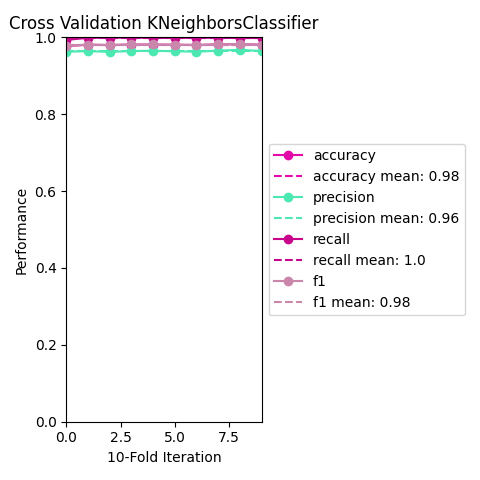 Cross Validation KNeighborsClassifier
1.0
0.8
0.6
0.4
0.2
0.0
Performance
0.0 2.5 5.0 7.5
10-Fold Iteration
accuracy
accuracy mean: 0.98
precision
precision mean: 0.96
recall
recall mean: 1.0
f1
f1 mean: 0.98